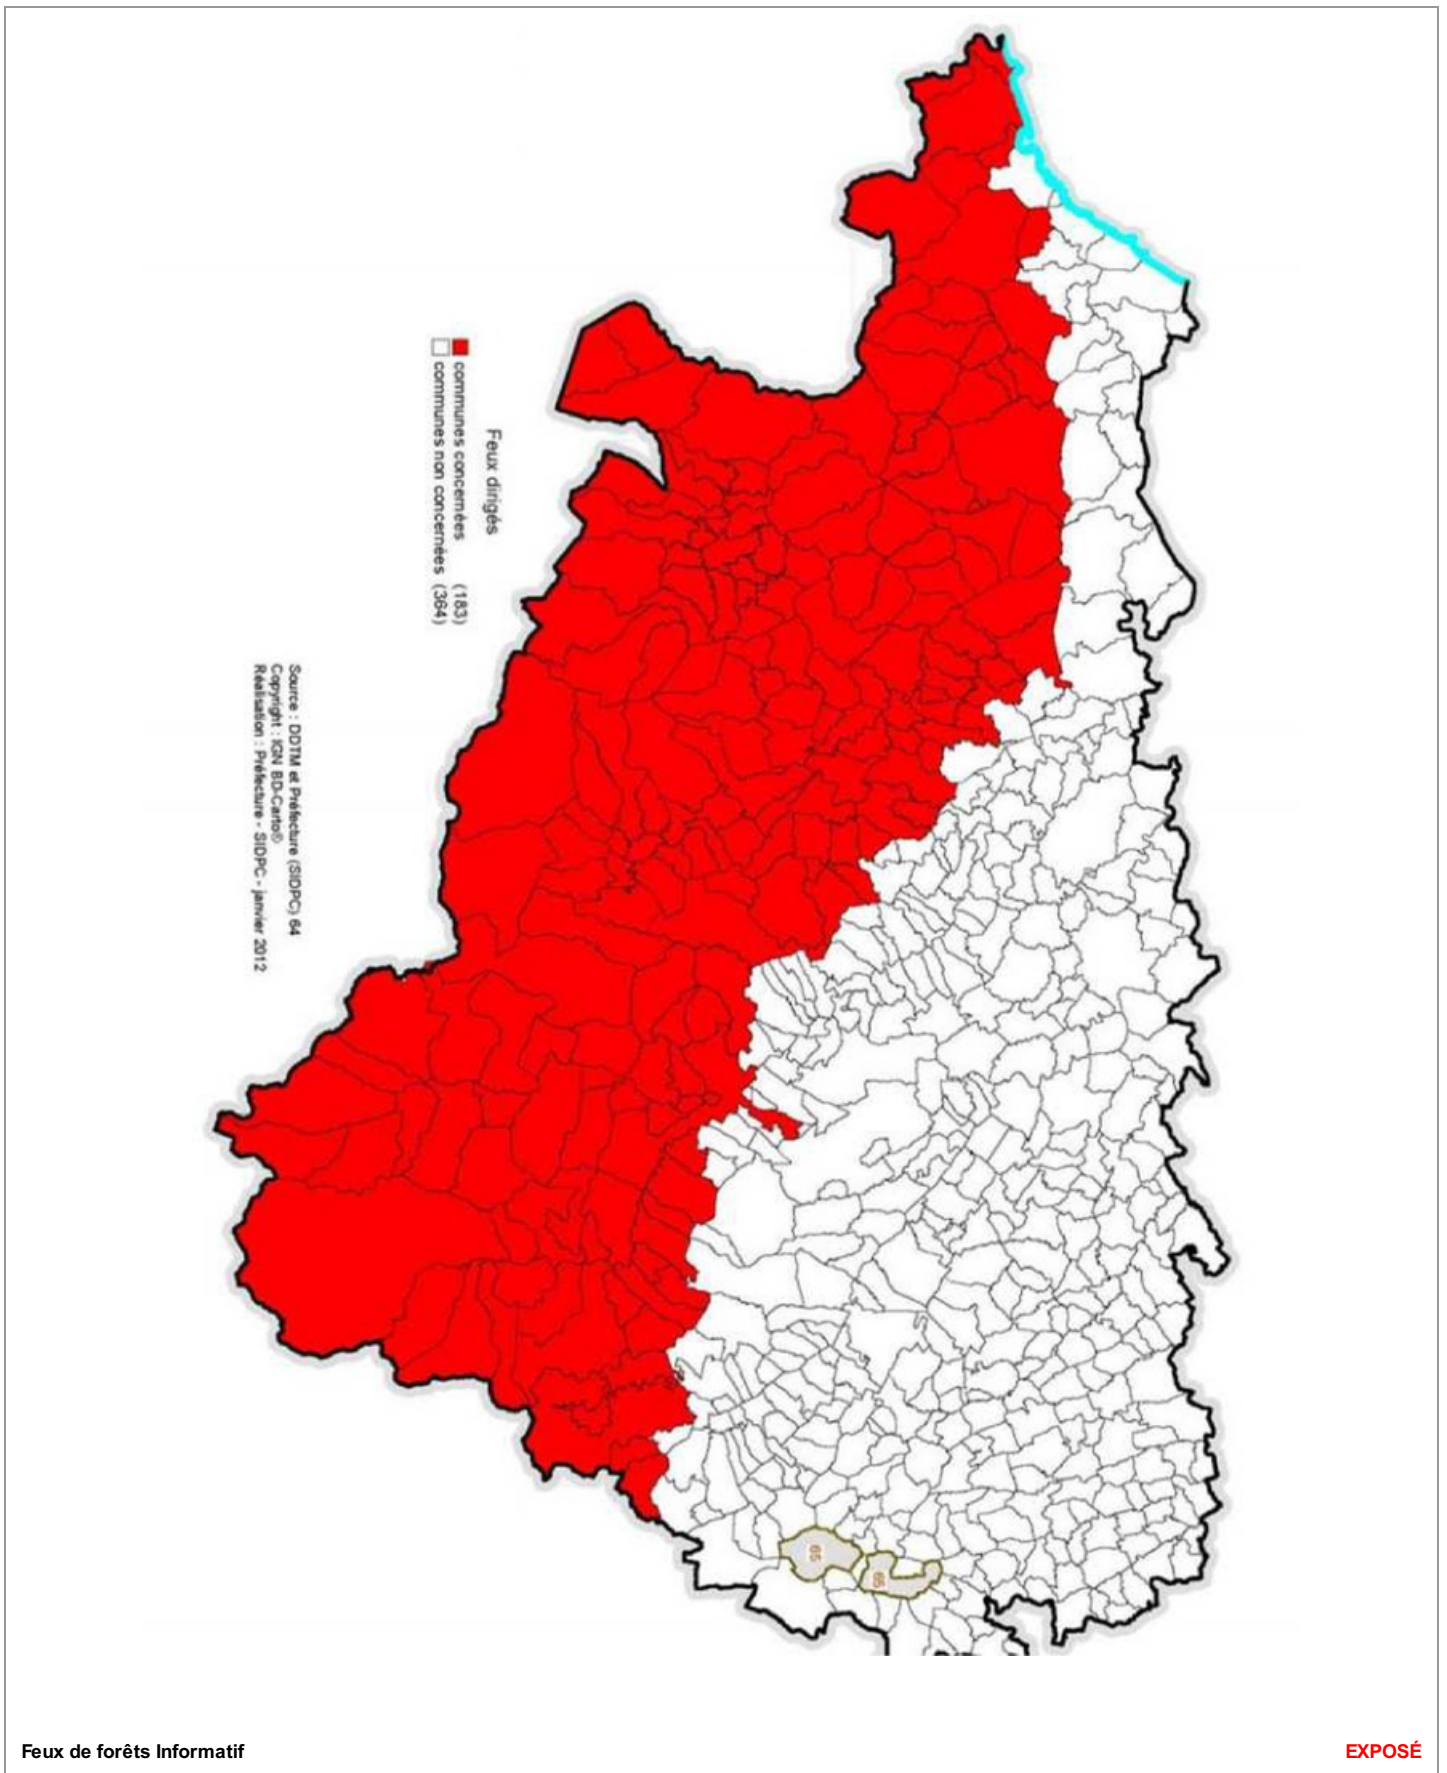 Feux dirigés
communes concernées (183)
communes non concernées (364)
Source : DDTM et Préfecture (SIDPC) 64
Copyright : IGN BD-Carto®
Réalisation : Préfecture - SIDPC - janvier 2012
65
65
Feux de forêts Informatif
EXPOSÉ